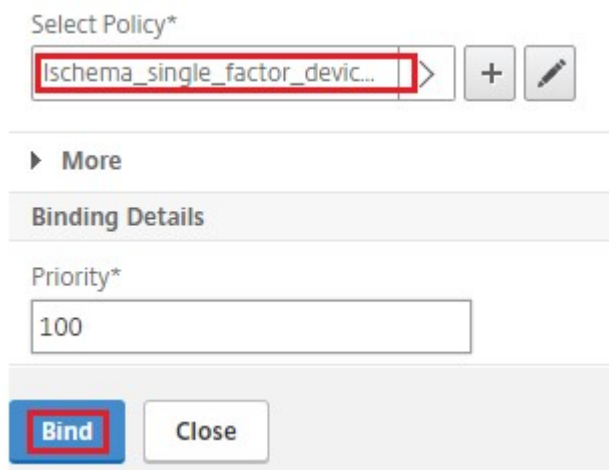 Select Policy*
lschema_single_factor_devic...
More
Binding Details
Priority*
100
Bind
Close